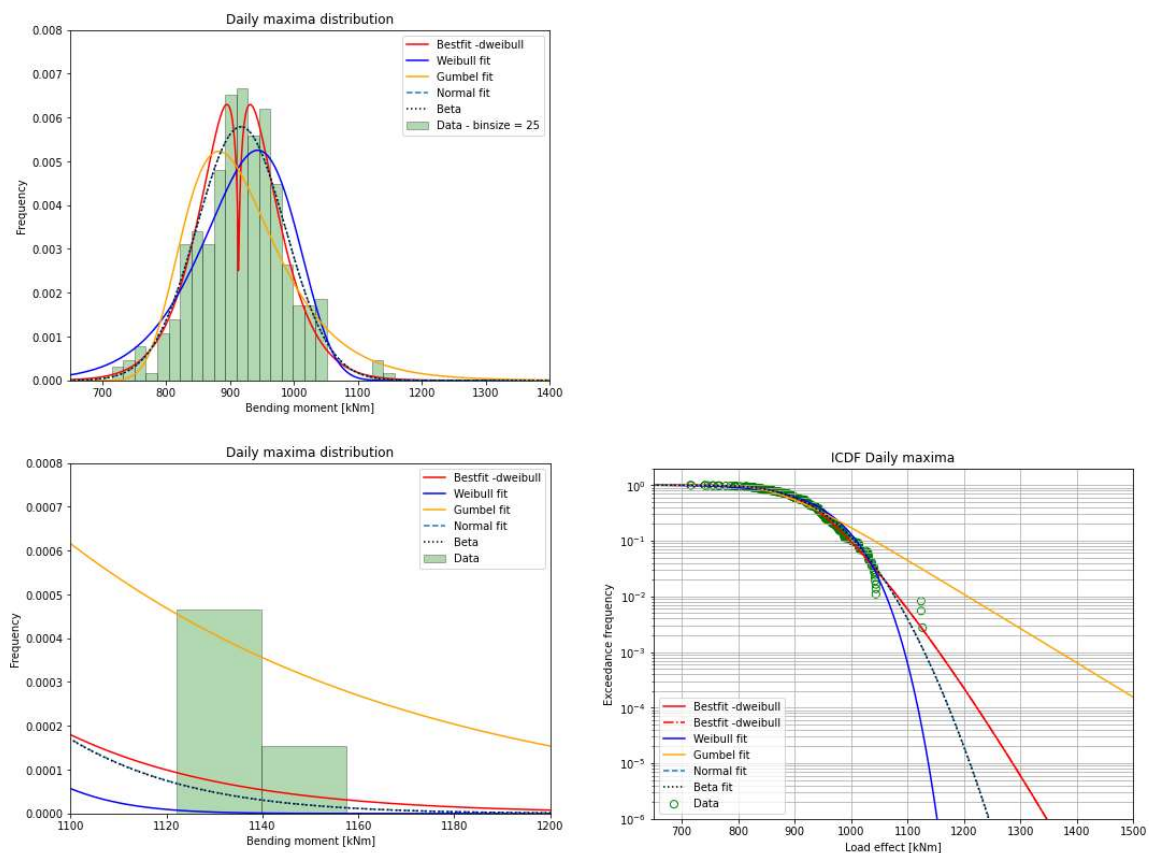 Daily maxima distribution
0.008
0.007
0.006
0.005
0.004
0.003
0.002
0.001
0.000
Frequency
Bestfit -dweibull
Weibull fit
Gumbel fit
Normal fit
Beta
Data - binsize = 25
700 800 900 1000 1100 1200 1300 1400
Bending moment [kNm]
Daily maxima distribution
0.0008
0.0007
0.0006
0.0005
0.0004
0.0003
0.0002
0.0001
0.0000
Frequency
Bestfit -dweibull
Weibull fit
Gumbel fit
Normal fit
Beta
Data
1100 1120 1140 1160 1180 1200
Bending moment [kNm]
ICDF Daily maxima
10⁰
10⁻¹
10⁻²
10⁻³
10⁻⁴
10⁻⁵
10⁻⁶
Exceedance frequency
Bestfit -dweibull
Bestfit -dweibull
Weibull fit
Gumbel fit
Normal fit
Beta fit
Data
700 800 900 1000 1100 1200 1300 1400 1500
Load effect [kNm]